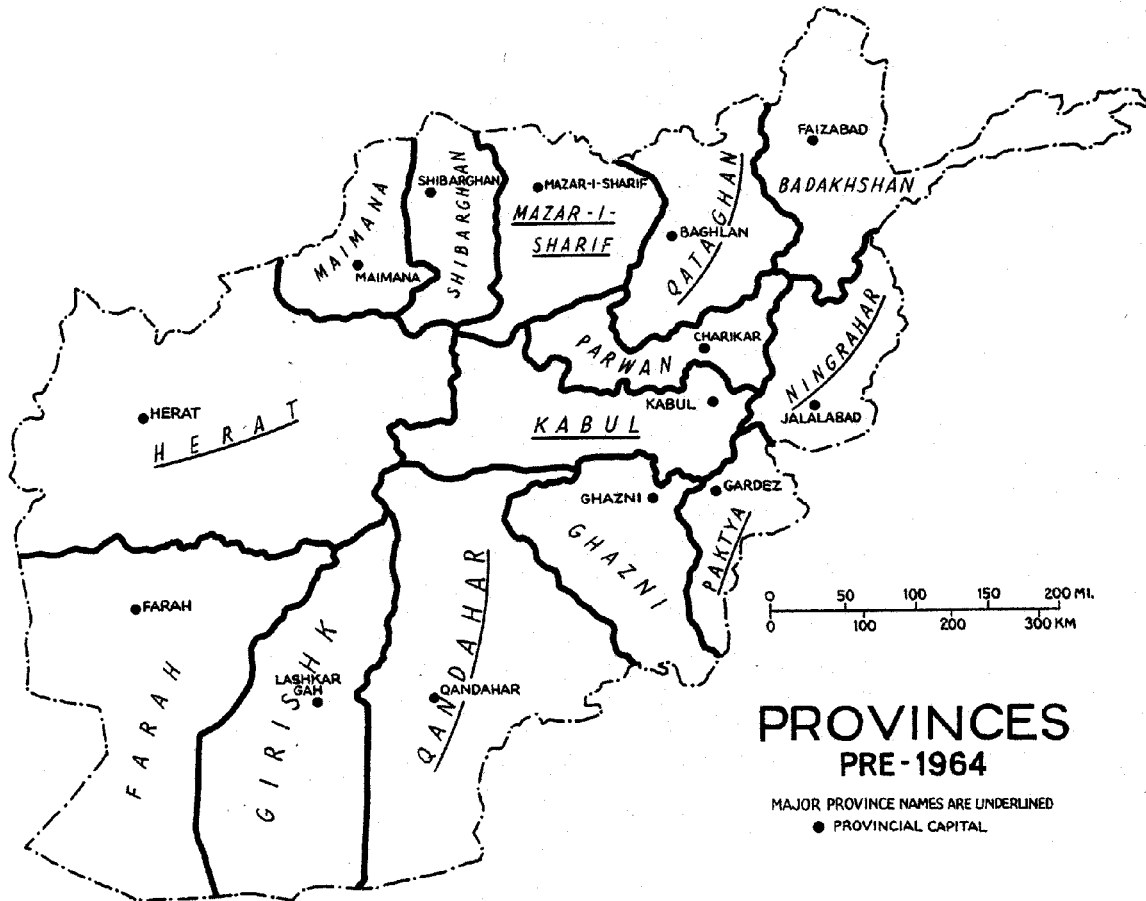 FAIZABAD
BADAKHSHAN
SHIBARGHAN
SHIBARGHAN
MAZAR-I-SHARIF
MAZAR-I-
SHARIF
QATAGHAN
BAGHLAN
MAIMANA
MAIMANA
CHARIKAR
PARWAN
NINGRAHAR
JALALABAD
KABUL
KABUL
HERAT
HERAT
GHAZNI
GHAZNI
GARDEZ
PAKTYA
FARAH
FARAH
LASHKAR
GAH
GIRISHK
QANDAHAR
QANDAHAR
0 50 100 150 200 MI.
0 100 200 300 KM
PROVINCES
PRE-1964
MAJOR PROVINCE NAMES ARE UNDERLINED
PROVINCIAL CAPITAL